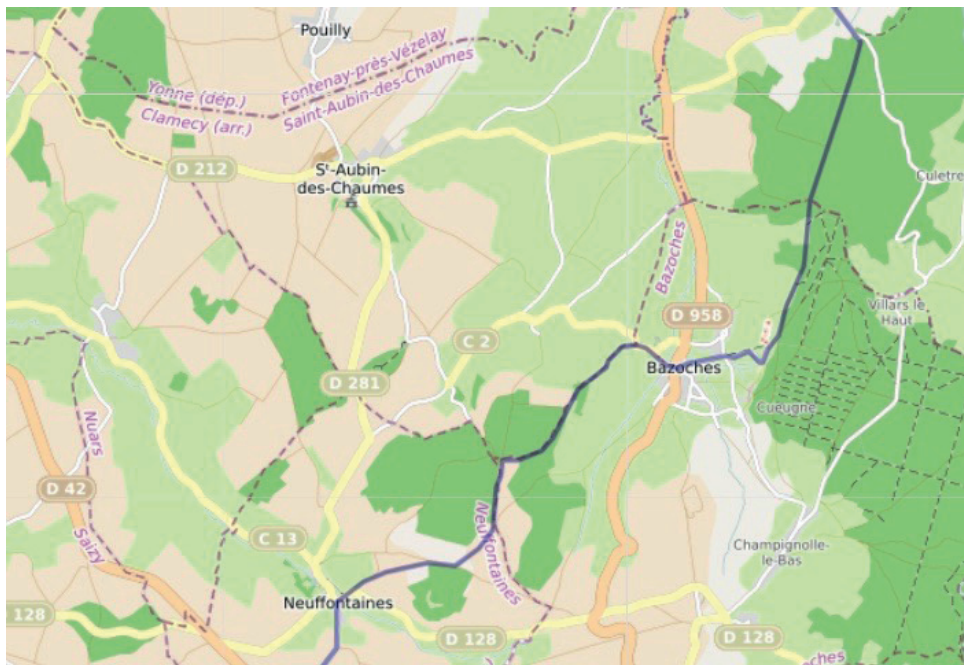 Pouilly
Yonne (dép.)
Clamecy (arr.)
Fontenay-près-Vézelay
Saint-Aubin-des-Chaumes
D 212
Sᵗ-Aubin-
des-Chaumes
Culetre
Bazoches
Villars le
Haut
D 958
C 2
Bazoches
D 281
Cueugne
Nuars
D 42
Saizy
Neuffontaines
C 13
Champignolle-
le-Bas
Neuffontaines
128
D 128
D 128
ches